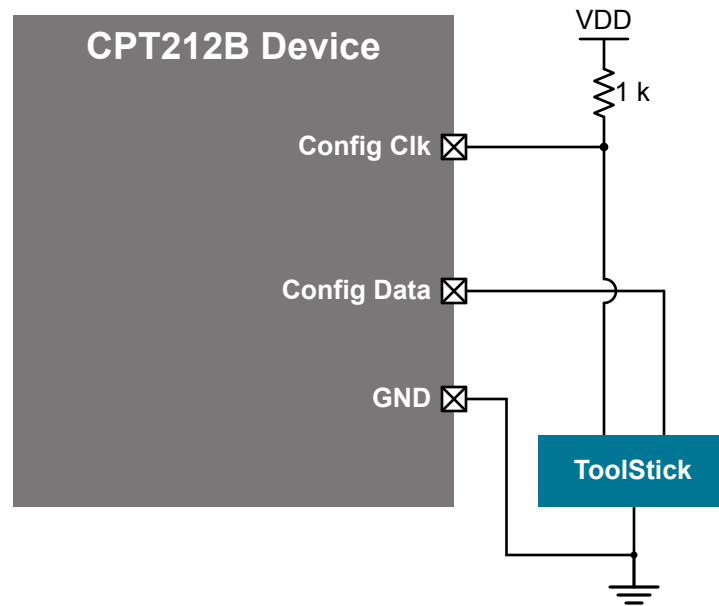 CPT212B Device
VDD
1 k
Config Clk
Config Data
GND
ToolStick